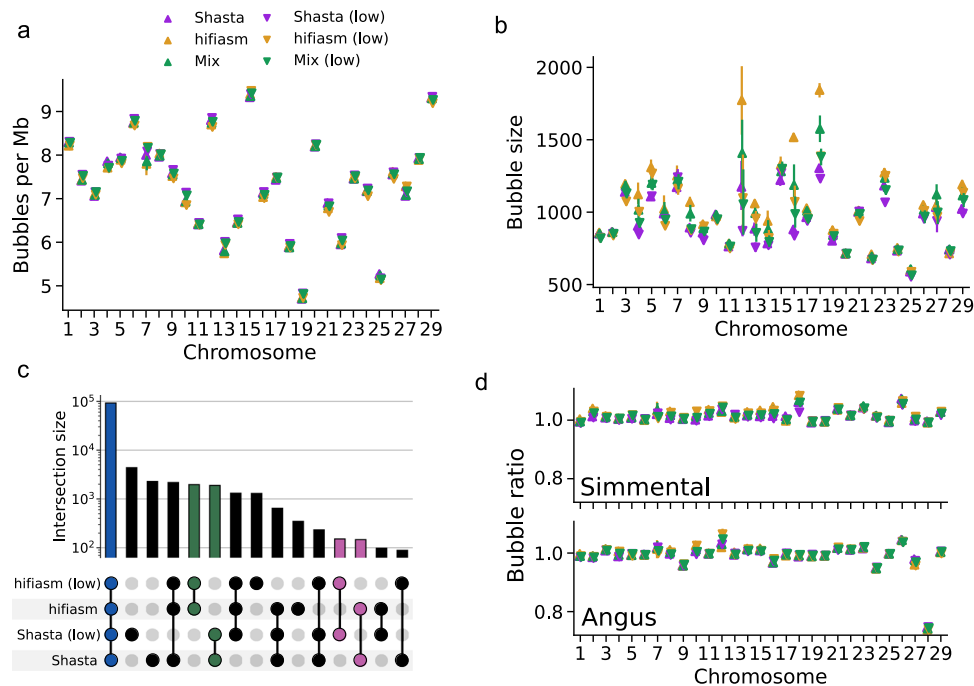 a
Shasta
hifiasm
Mix
Shasta (low)
hifiasm (low)
Mix (low)
Bubbles per Mb
9
8
7
6
5
1 3 5 7 9 11 13 15 17 19 21 23 25 27 29
Chromosome
b
Bubble size
2000
1500
1000
500
1 3 5 7 9 11 13 15 17 19 21 23 25 27 29
Chromosome
c
Intersection size
10^5
10^4
10^3
10^2
hifiasm (low)
hifiasm
Shasta (low)
Shasta
d
Bubble ratio
1.0
0.8
Simmental
1.0
0.8
Angus
1 3 5 7 9 11 13 15 17 19 21 23 25 27 29
Chromosome